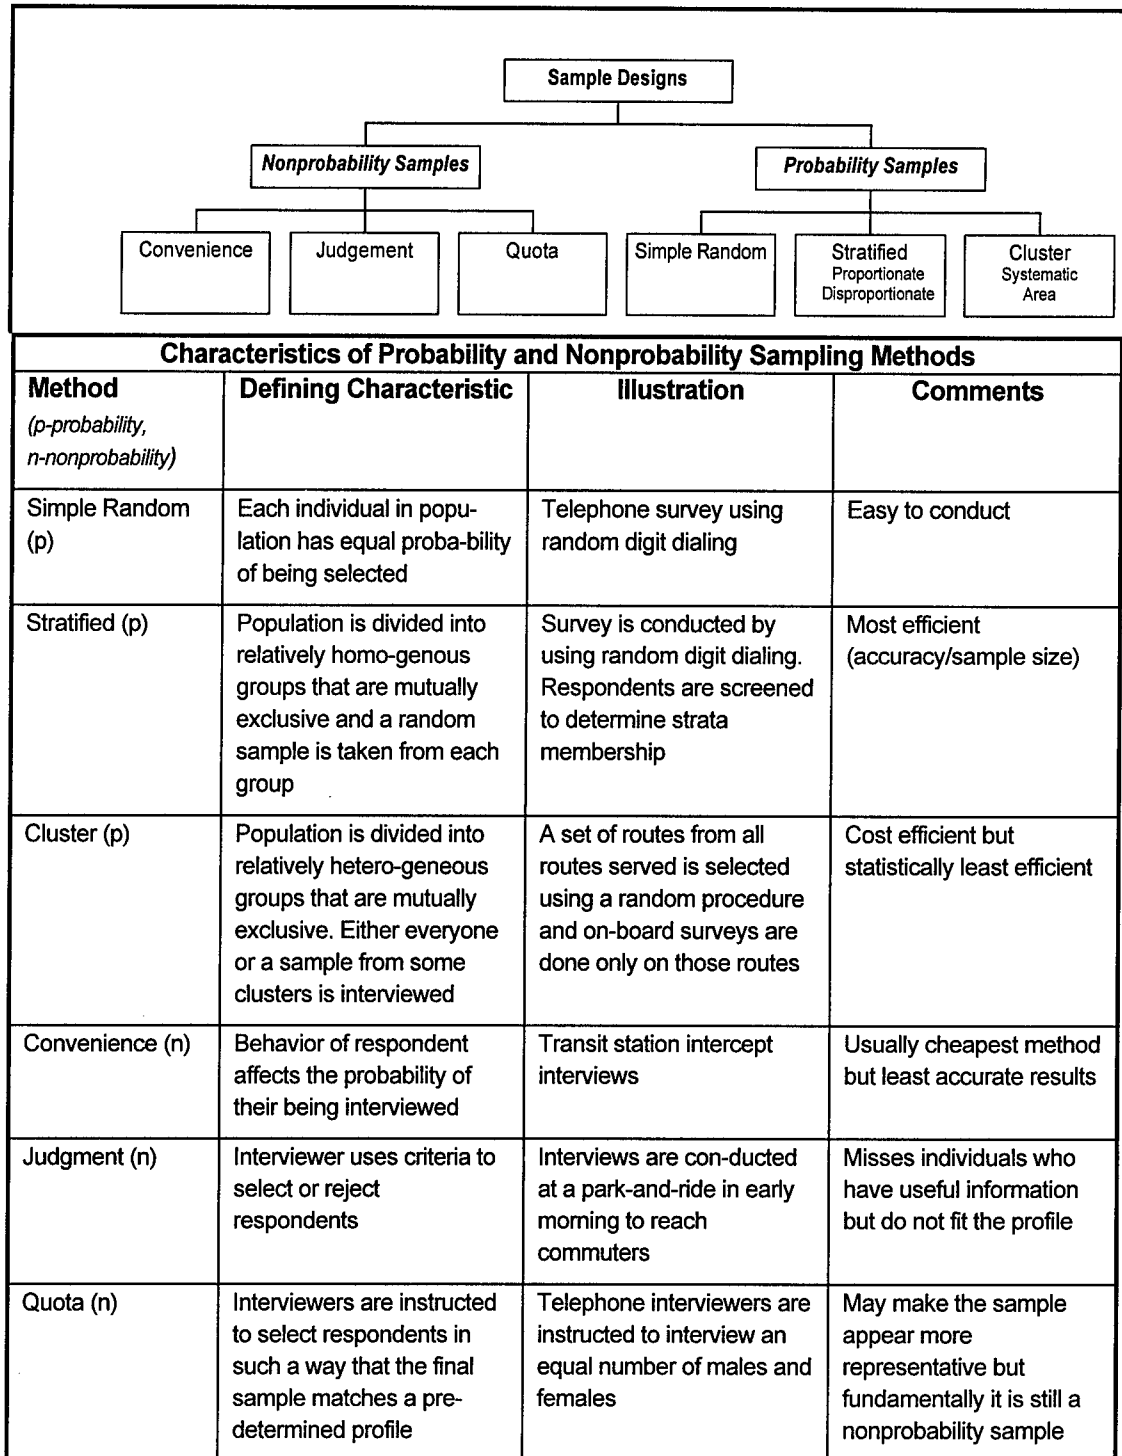 Sample Designs
Nonprobability Samples
Probability Samples
Convenience
Judgement
Quota
Simple Random
Stratified
Proportionate
Disproportionate
Cluster
Systematic
Area
Characteristics of Probability and Nonprobability Sampling Methods
Method
(p-probability,
n-nonprobability)
Defining Characteristic
Illustration
Comments
Simple Random
(p)
Each individual in popu-
lation has equal proba-bility
of being selected
Telephone survey using
random digit dialing
Easy to conduct
Stratified (p)
Population is divided into
relatively homo-genous
groups that are mutually
exclusive and a random
sample is taken from each
group
Survey is conducted by
using random digit dialing.
Respondents are screened
to determine strata
membership
Most efficient
(accuracy/sample size)
Cluster (p)
Population is divided into
relatively hetero-geneous
groups that are mutually
exclusive. Either everyone
or a sample from some
clusters is interviewed
A set of routes from all
routes served is selected
using a random procedure
and on-board surveys are
done only on those routes
Cost efficient but
statistically least efficient
Convenience (n)
Behavior of respondent
affects the probability of
their being interviewed
Transit station intercept
interviews
Usually cheapest method
but least accurate results
Judgment (n)
Interviewer uses criteria to
select or reject
respondents
Interviews are con-ducted
at a park-and-ride in early
morning to reach
commuters
Misses individuals who
have useful information
but do not fit the profile
Quota (n)
Interviewers are instructed
to select respondents in
such a way that the final
sample matches a pre-
determined profile
Telephone interviewers are
instructed to interview an
equal number of males and
females
May make the sample
appear more
representative but
fundamentally it is still a
nonprobability sample